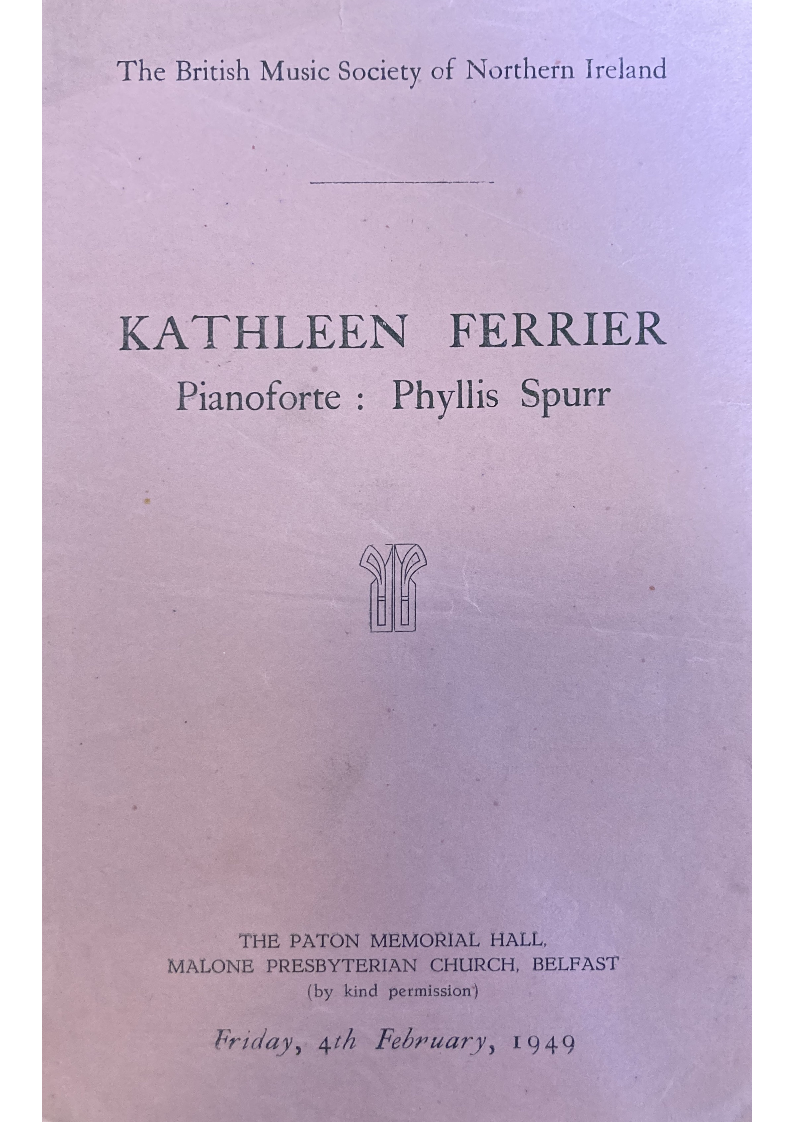 The British Music Society of Northern Ireland
KATHLEEN FERRIER
Pianoforte : Phyllis Spurr
THE PATON MEMORIAL HALL,
MALONE PRESBYTERIAN CHURCH, BELFAST
(by kind permission)
Friday, 4th February, 1949